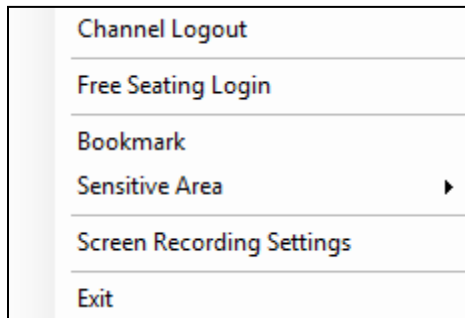 Channel Logout
Free Seating Login
Bookmark
Sensitive Area
Screen Recording Settings
Exit